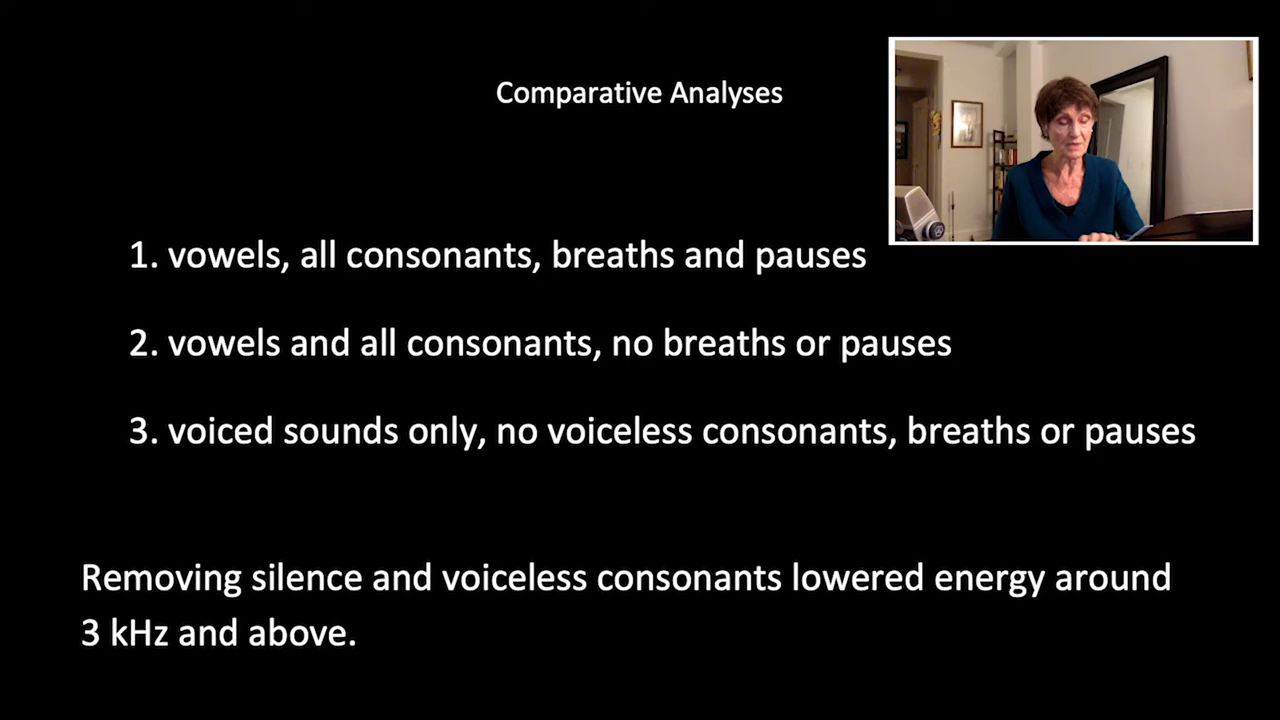 Comparative Analyses
1. vowels, all consonants, breaths and pauses
2. vowels and all consonants, no breaths or pauses
3. voiced sounds only, no voiceless consonants, breaths or pauses
Removing silence and voiceless consonants lowered energy around
3 kHz and above.